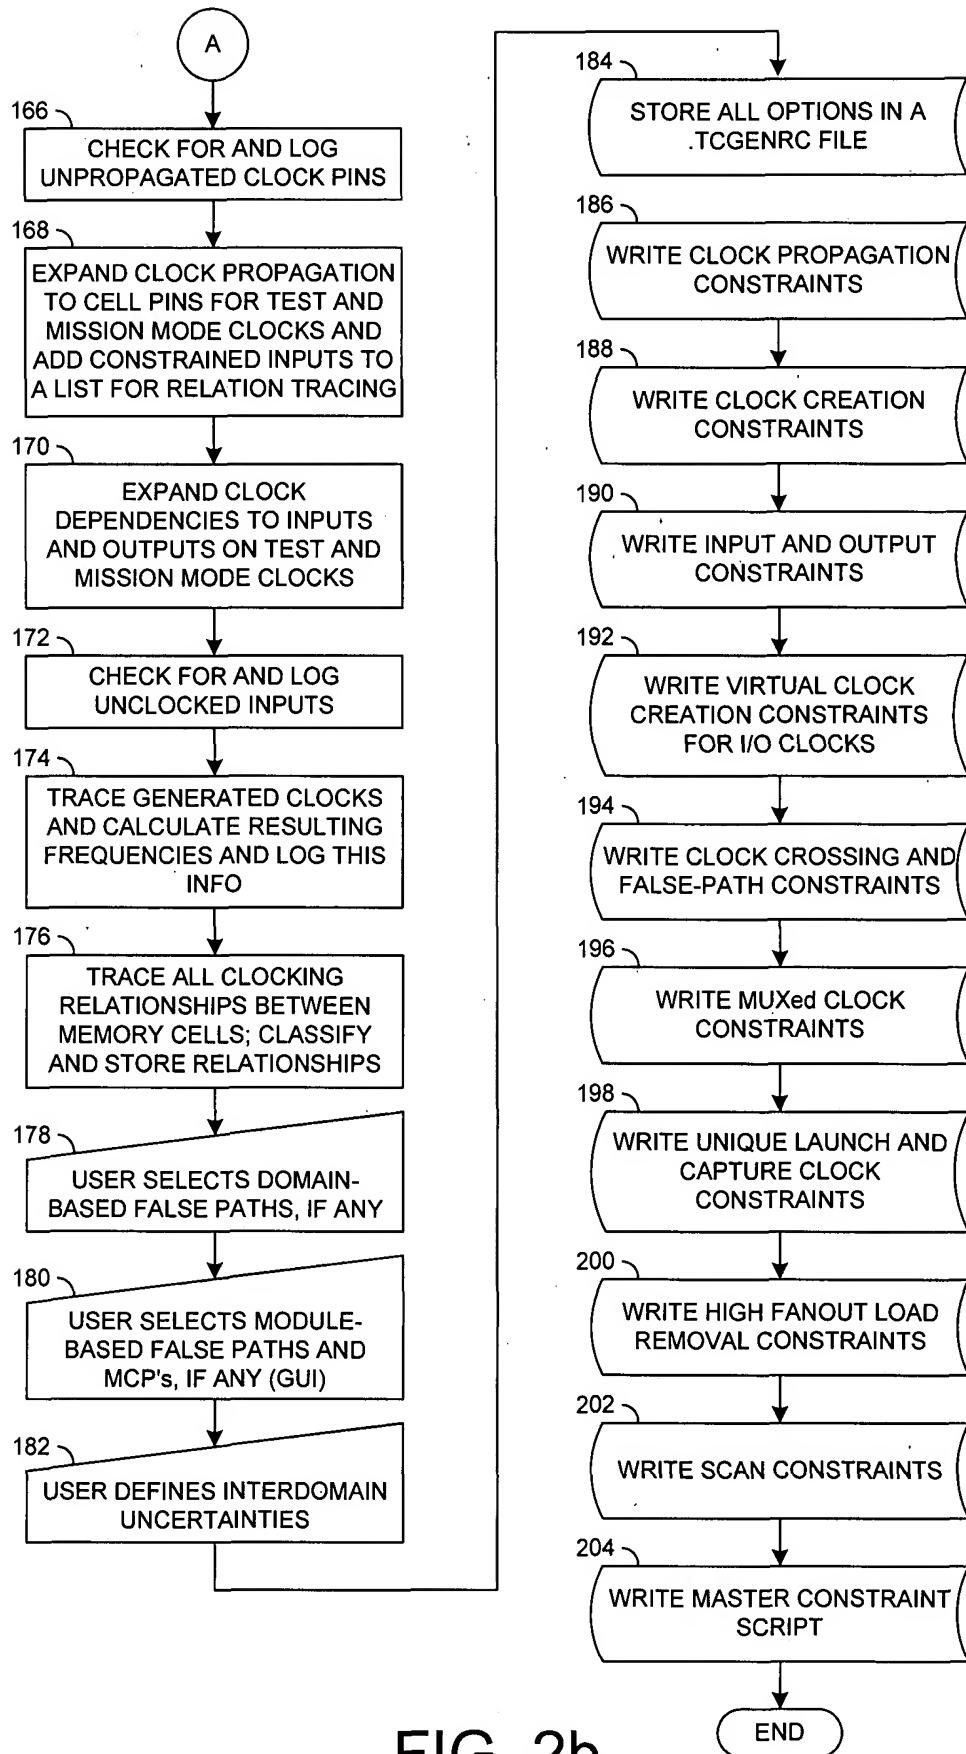 A
166
CHECK FOR AND LOG
UNPROPAGATED CLOCK PINS
168
EXPAND CLOCK PROPAGATION
TO CELL PINS FOR TEST AND
MISSION MODE CLOCKS AND
ADD CONSTRAINED INPUTS TO
A LIST FOR RELATION TRACING
170
EXPAND CLOCK
DEPENDENCIES TO INPUTS
AND OUTPUTS ON TEST AND
MISSION MODE CLOCKS
172
CHECK FOR AND LOG
UNCLOCKED INPUTS
174
TRACE GENERATED CLOCKS
AND CALCULATE RESULTING
FREQUENCIES AND LOG THIS
INFO
176
TRACE ALL CLOCKING
RELATIONSHIPS BETWEEN
MEMORY CELLS; CLASSIFY
AND STORE RELATIONSHIPS
178
USER SELECTS DOMAIN-
BASED FALSE PATHS, IF ANY
180
USER SELECTS MODULE-
BASED FALSE PATHS AND
MCP's, IF ANY (GUI)
182
USER DEFINES INTERDOMAIN
UNCERTAINTIES
184
STORE ALL OPTIONS IN A
.TCGENRC FILE
186
WRITE CLOCK PROPAGATION
CONSTRAINTS
188
WRITE CLOCK CREATION
CONSTRAINTS
190
WRITE INPUT AND OUTPUT
CONSTRAINTS
192
WRITE VIRTUAL CLOCK
CREATION CONSTRAINTS
FOR I/O CLOCKS
194
WRITE CLOCK CROSSING AND
FALSE-PATH CONSTRAINTS
196
WRITE MUXed CLOCK
CONSTRAINTS
198
WRITE UNIQUE LAUNCH AND
CAPTURE CLOCK
CONSTRAINTS
200
WRITE HIGH FANOUT LOAD
REMOVAL CONSTRAINTS
202
WRITE SCAN CONSTRAINTS
204
WRITE MASTER CONSTRAINT
SCRIPT
END
FIG. 2b